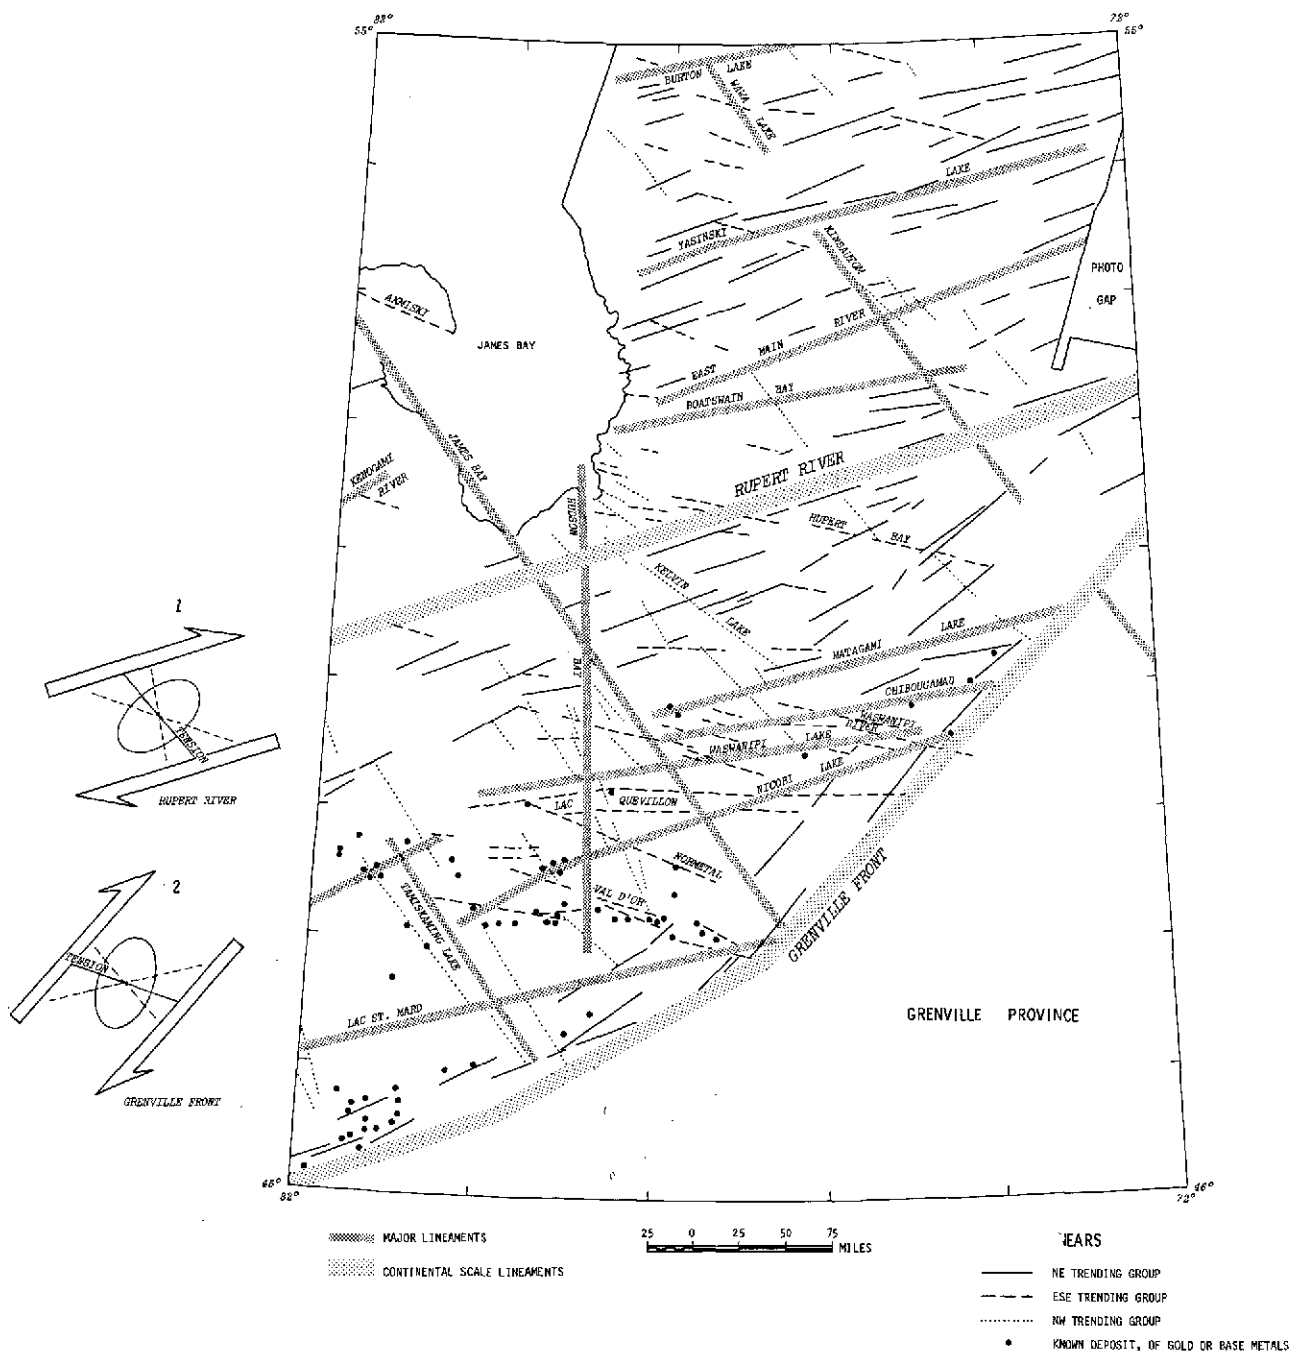 82°
55°
72°
55°
BURTON LAKE
WAWA LAKE
YASINSKI LAKE
KINSAINUM
PHOTO
GAP
AKMISKI
JAMES BAY
EAST MAIN RIVER
BOATSWAIN BAY
JAMES BAY
KENOGAMI
RIVER
RUPERT RIVER
HUDSON BAY
RUPERT BAY
KELVIN LAKE
MATAGAMI LAKE
CHIBOUGAMAU
WASWANIPI
RIVER
WASWANIPI LAKE
NICOBI LAKE
LAC QUEVILLON
NORMETAL
VAL D'OR
TAMISKAMING LAKE
GRENVILLE FRONT
LAC ST. MARD
GRENVILLE PROVINCE
1
TENSION
RUPERT RIVER
2
TENSION
GRENVILLE FRONT
46°
82°
72°
46°
MAJOR LINEAMENTS
CONTINENTAL SCALE LINEAMENTS
25 0 25 50 75
MILES
NEARS
NE TRENDING GROUP
ESE TRENDING GROUP
NW TRENDING GROUP
KNOWN DEPOSIT, OF GOLD OR BASE METALS